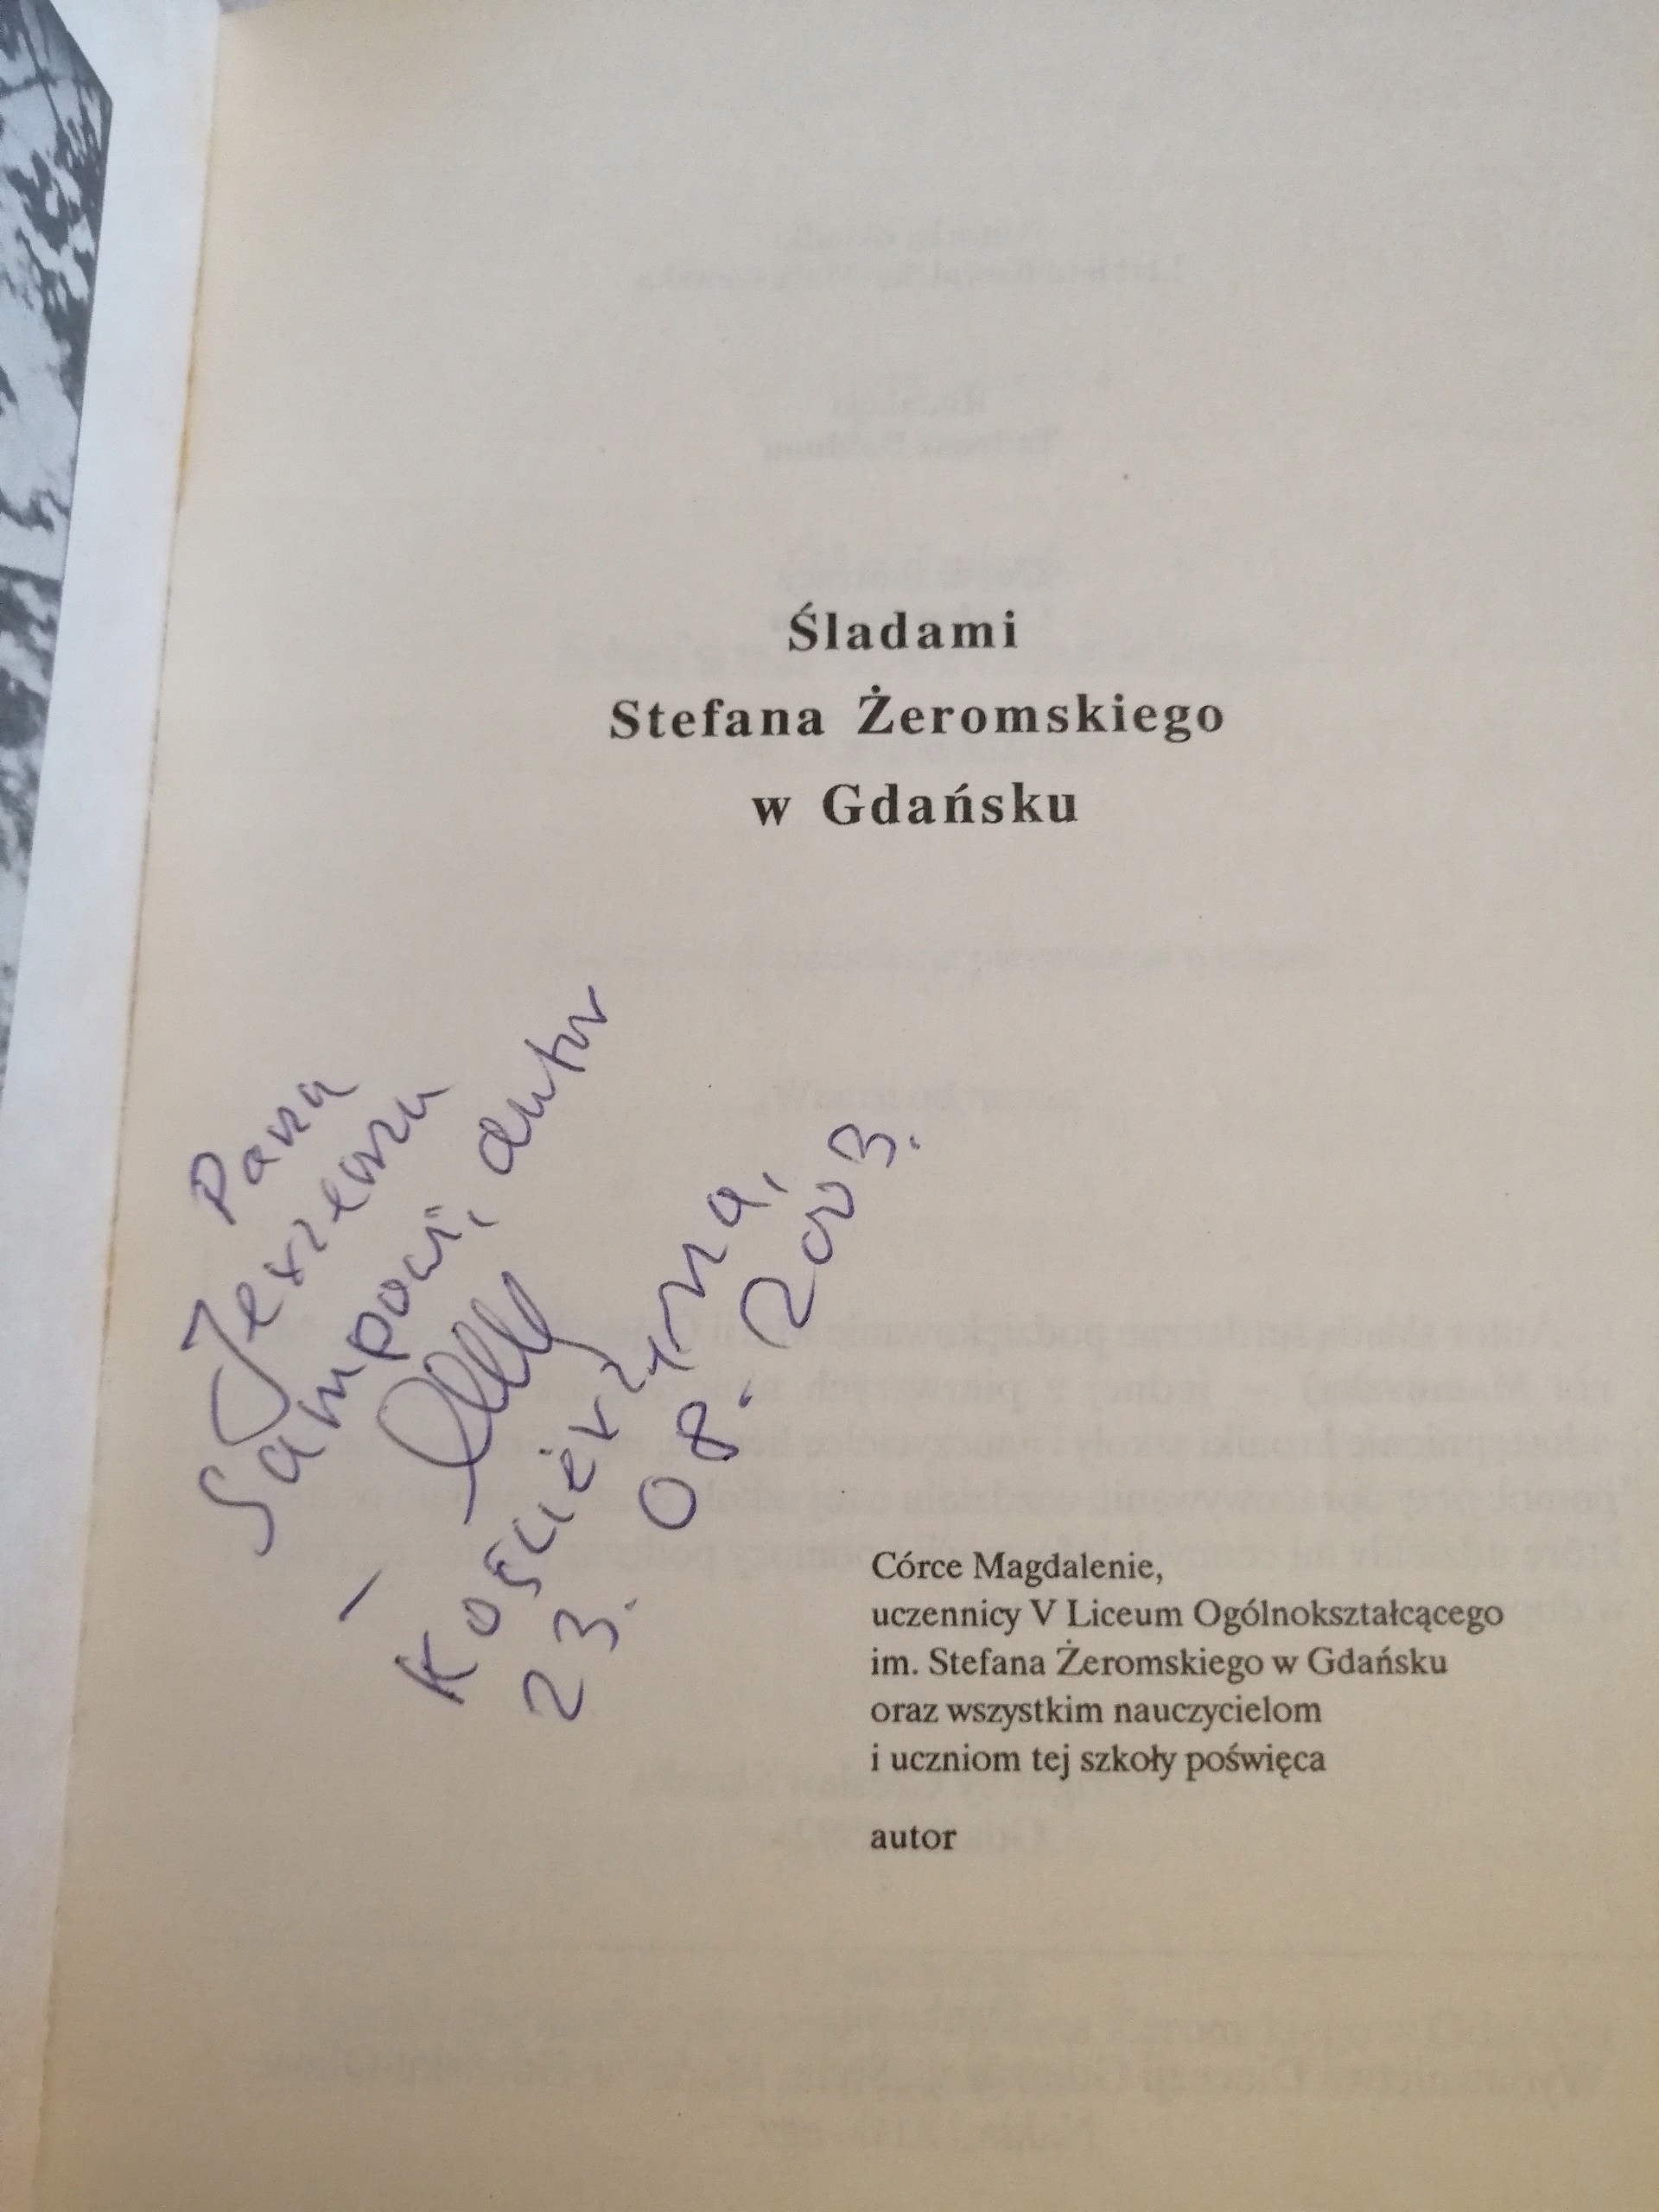 Śladami
Stefana Żeromskiego
w Gdańsku
Panu
Jerzemu
Sampowi, autor
Kościerzyna,
23. 08. 2003.
Córce Magdalenie,
uczennicy V Liceum Ogólnokształcącego
im. Stefana Żeromskiego w Gdańsku
oraz wszystkim nauczycielom
i uczniom tej szkoły poświęca
autor